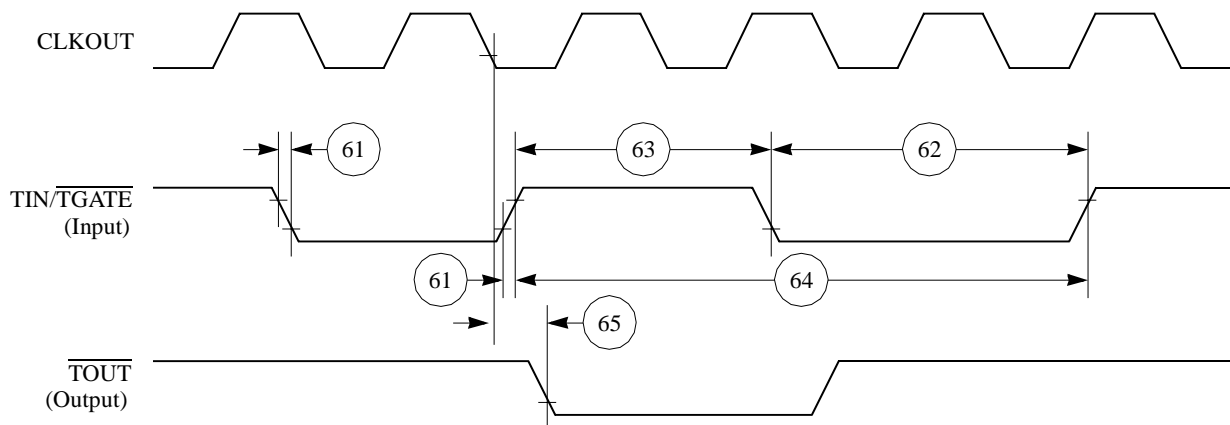 CLKOUT
61
63
62
TIN/TGATE
(Input)
61
64
65
TOUT
(Output)